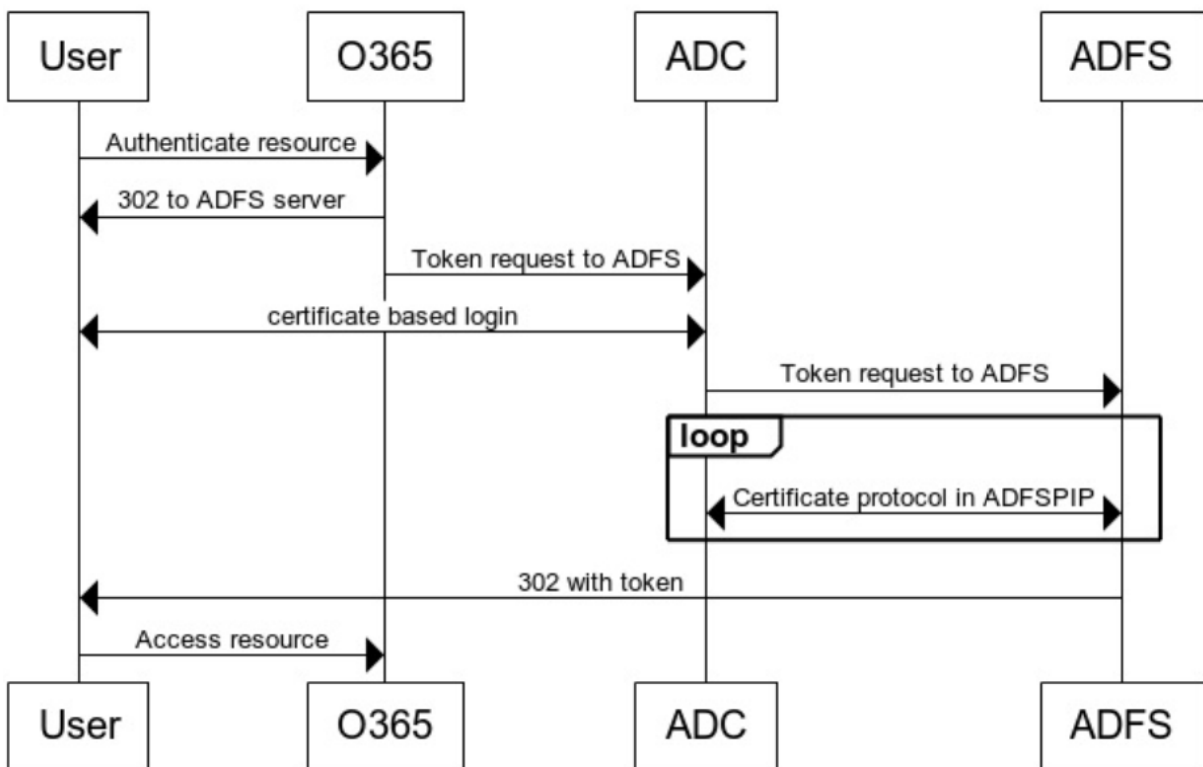 User
O365
ADC
ADFS
Authenticate resource
302 to ADFS server
Token request to ADFS
certificate based login
Token request to ADFS
loop
Certificate protocol in ADFSPIP
302 with token
Access resource
User
O365
ADC
ADFS